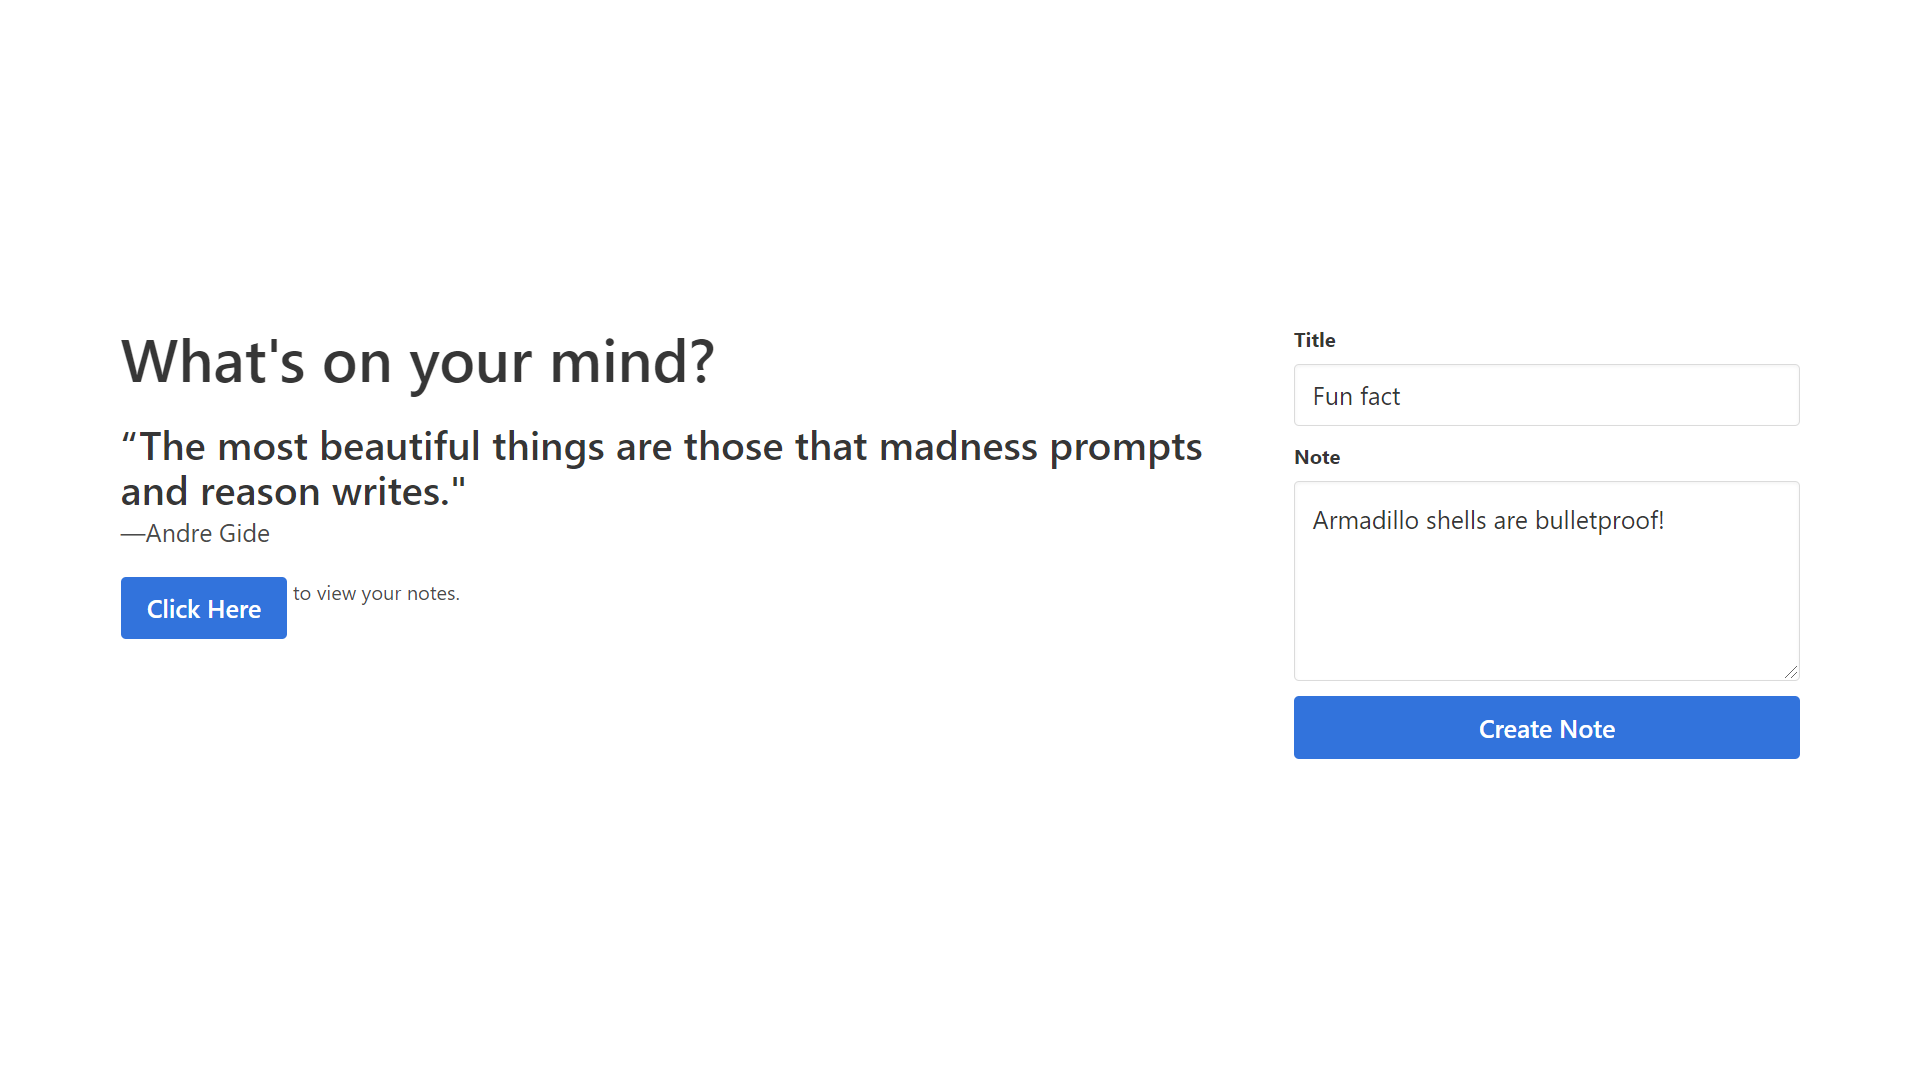 What's on your mind?
“The most beautiful things are those that madness prompts
and reason writes."
—Andre Gide
Click Here to view your notes.
Title
Fun fact
Note
Armadillo shells are bulletproof!
Create Note